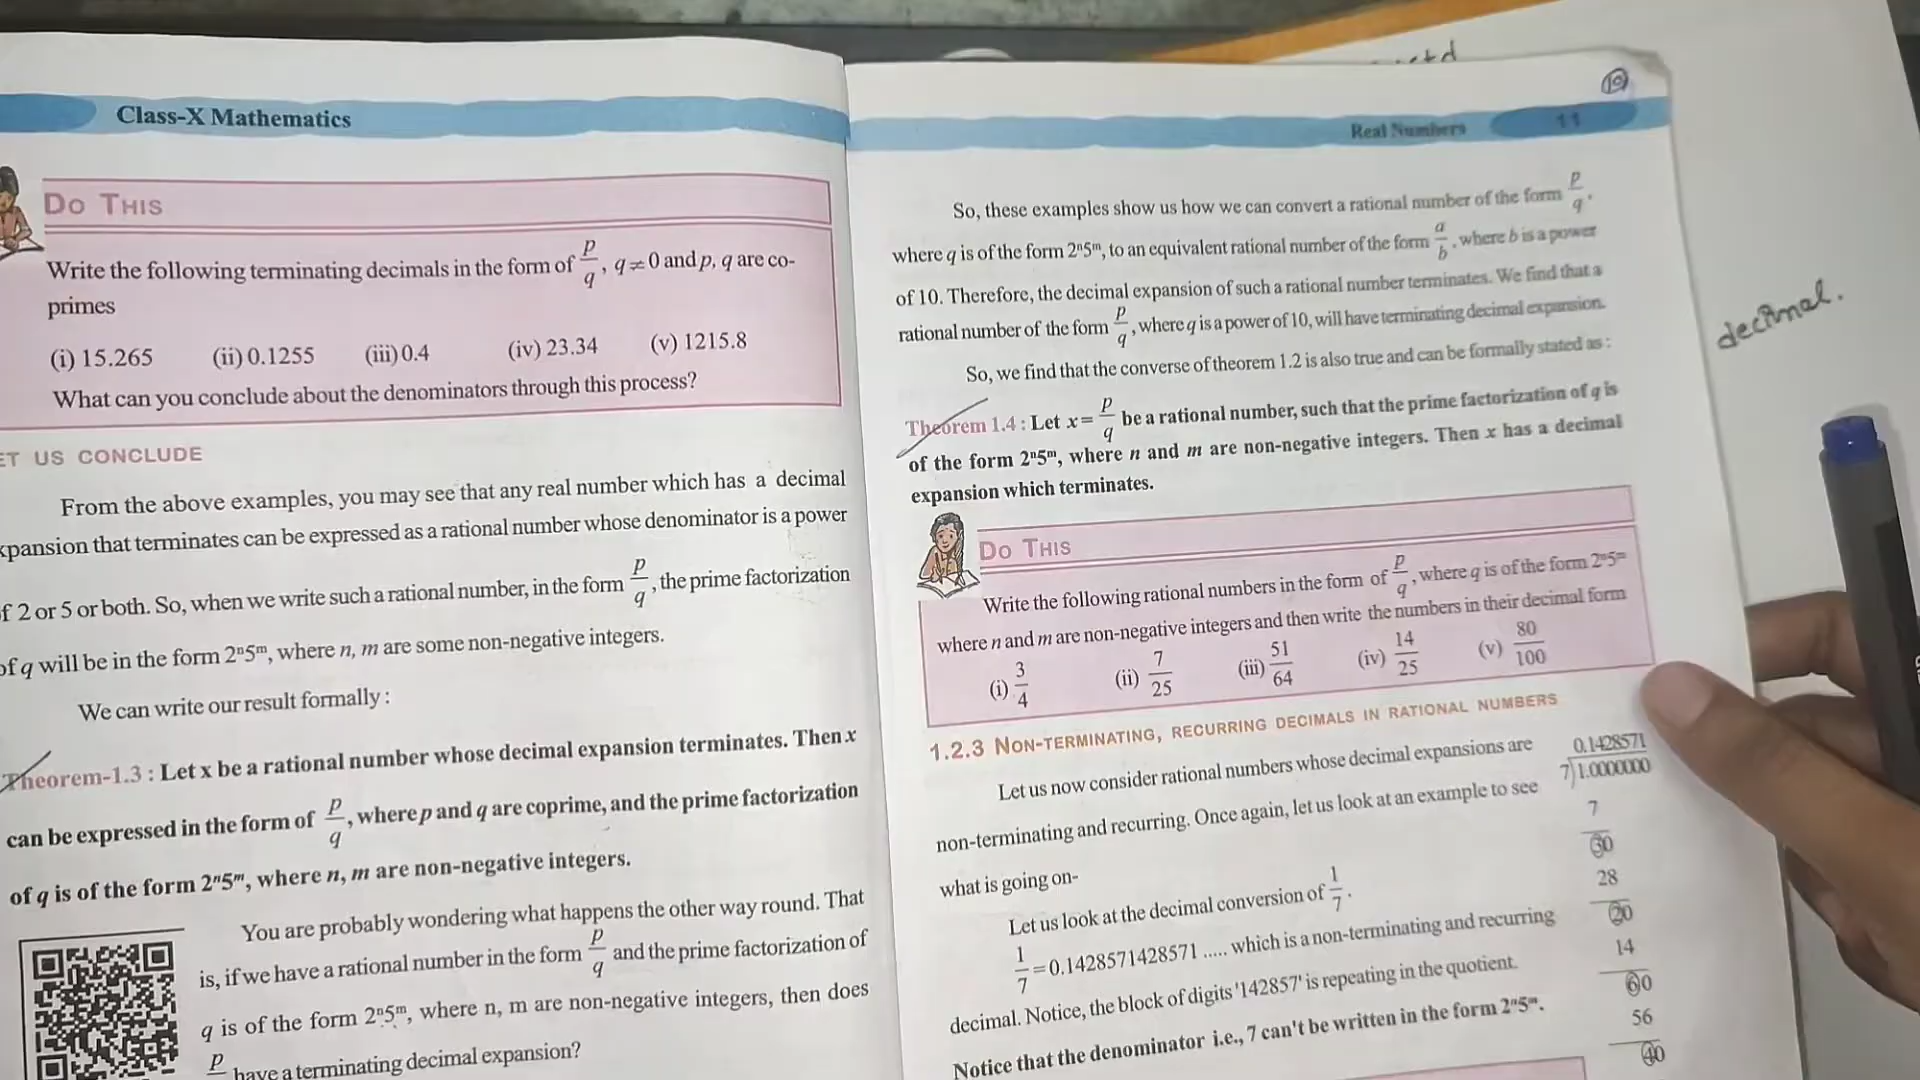 Class-X Mathematics
DO THIS
Write the following terminating decimals in the form of p/q, q≠0 and p, q are co-
primes
(i) 15.265 (ii) 0.1255 (iii) 0.4 (iv) 23.34 (v) 1215.8
What can you conclude about the denominators through this process?
ET US CONCLUDE
From the above examples, you may see that any real number which has a decimal
xpansion that terminates can be expressed as a rational number whose denominator is a power
f 2 or 5 or both. So, when we write such a rational number, in the form p/q, the prime factorization
of q will be in the form 2ⁿ5ᵐ, where n, m are some non-negative integers.
We can write our result formally :
Theorem-1.3 : Let x be a rational number whose decimal expansion terminates. Then x
can be expressed in the form of p/q, where p and q are coprime, and the prime factorization
of q is of the form 2ⁿ5ᵐ, where n, m are non-negative integers.
You are probably wondering what happens the other way round. That
is, if we have a rational number in the form p/q and the prime factorization of
q is of the form 2ⁿ5ᵐ, where n, m are non-negative integers, then does
p have a terminating decimal expansion?
10
Real Numbers 11
So, these examples show us how we can convert a rational number of the form p/q,
where q is of the form 2ⁿ5ᵐ, to an equivalent rational number of the form a/b, where b is a power
of 10. Therefore, the decimal expansion of such a rational number terminates. We find that a
rational number of the form p/q, where q is a power of 10, will have terminating decimal expansion.
So, we find that the converse of theorem 1.2 is also true and can be formally stated as :
Theorem 1.4 : Let x = p/q be a rational number, such that the prime factorization of q is
of the form 2ⁿ5ᵐ, where n and m are non-negative integers. Then x has a decimal
expansion which terminates.
DO THIS
Write the following rational numbers in the form of p/q, where q is of the form 2ⁿ5ᵐ
where n and m are non-negative integers and then write the numbers in their decimal form
(i) 3/4 (ii) 7/25 (iii) 51/64 (iv) 14/25 (v) 80/100
1.2.3 NON-TERMINATING, RECURRING DECIMALS IN RATIONAL NUMBERS
Let us now consider rational numbers whose decimal expansions are
non-terminating and recurring. Once again, let us look at an example to see
what is going on-
Let us look at the decimal conversion of 1/7.
1/7 = 0.1428571428571 ..... which is a non-terminating and recurring
decimal. Notice, the block of digits '142857' is repeating in the quotient.
Notice that the denominator i.e., 7 can't be written in the form 2ⁿ5ᵐ.
0.1428571
7)1.0000000
7
30
28
20
14
60
56
40
decimal.